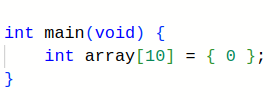 int main(void) {
    int array[10] = { 0 };
}